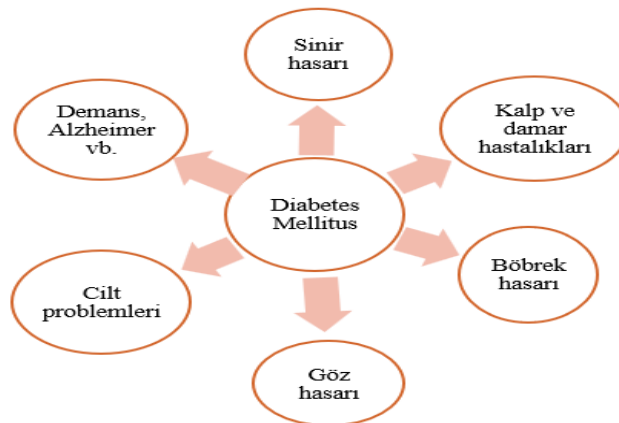 Sinir
hasarı
Demans,
Alzheimer
vb.
Kalp ve
damar
hastalıkları
Diabetes
Mellitus
Cilt
problemleri
Böbrek
hasarı
Göz
hasarı